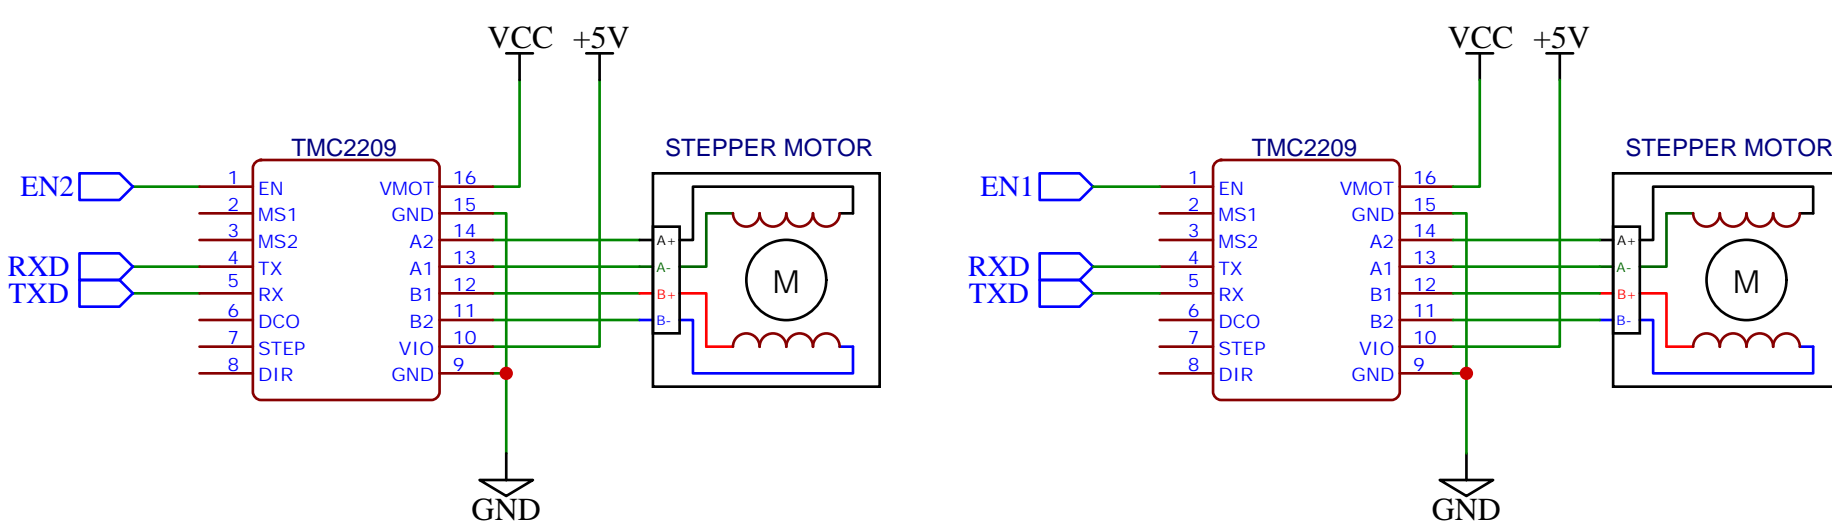 VCC +5V
TMC2209
STEPPER MOTOR
EN2
1 EN
2 MS1
3 MS2
RXD
4 TX
TXD
5 RX
6 DCO
7 STEP
8 DIR
VMOT 16
GND 15
A2 14
A1 13
B1 12
B2 11
VIO 10
GND 9
A+
A-
B+
B-
M
GND
VCC +5V
TMC2209
STEPPER MOTOR
EN1
1 EN
2 MS1
3 MS2
RXD
4 TX
TXD
5 RX
6 DCO
7 STEP
8 DIR
VMOT 16
GND 15
A2 14
A1 13
B1 12
B2 11
VIO 10
GND 9
A+
A-
B+
B-
M
GND